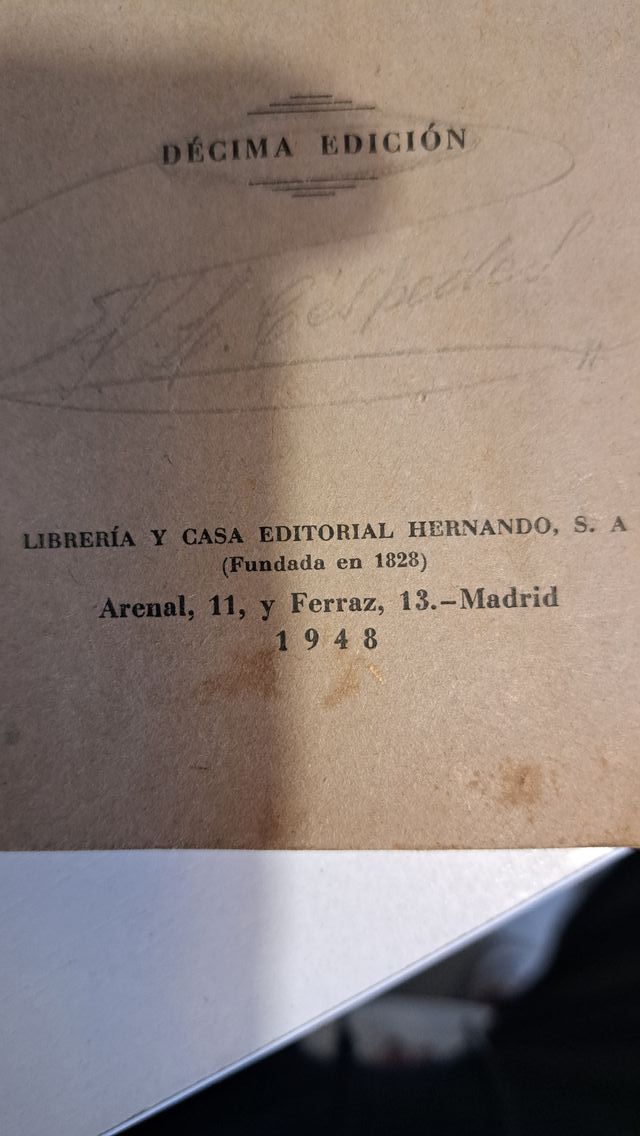 DÉCIMA EDICIÓN
LIBRERÍA Y CASA EDITORIAL HERNANDO, S. A
(Fundada en 1828)
Arenal, 11, y Ferraz, 13.-Madrid
1948